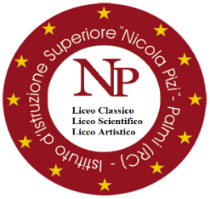 Istituto d'Istruzione Superiore "Nicola Pizi" - Palmi (RC) -
NP
Liceo Classico
Liceo Scientifico
Liceo Artistico